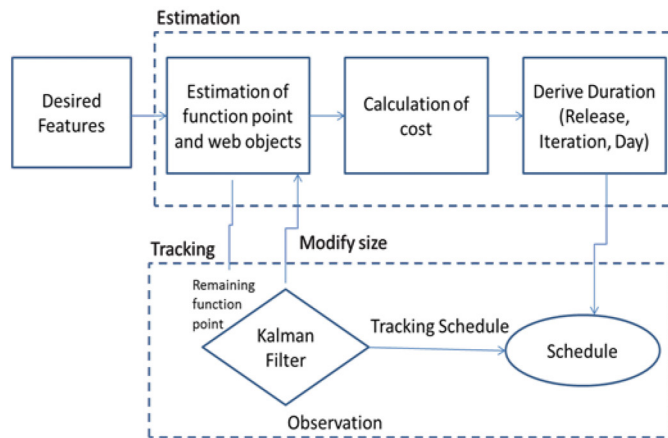 Estimation
Desired
Features
Estimation of
function point
and web objects
Calculation of
cost
Derive Duration
(Release,
Iteration, Day)
Modify size
Tracking
Remaining
function
point
Kalman
Filter
Tracking Schedule
Schedule
Observation